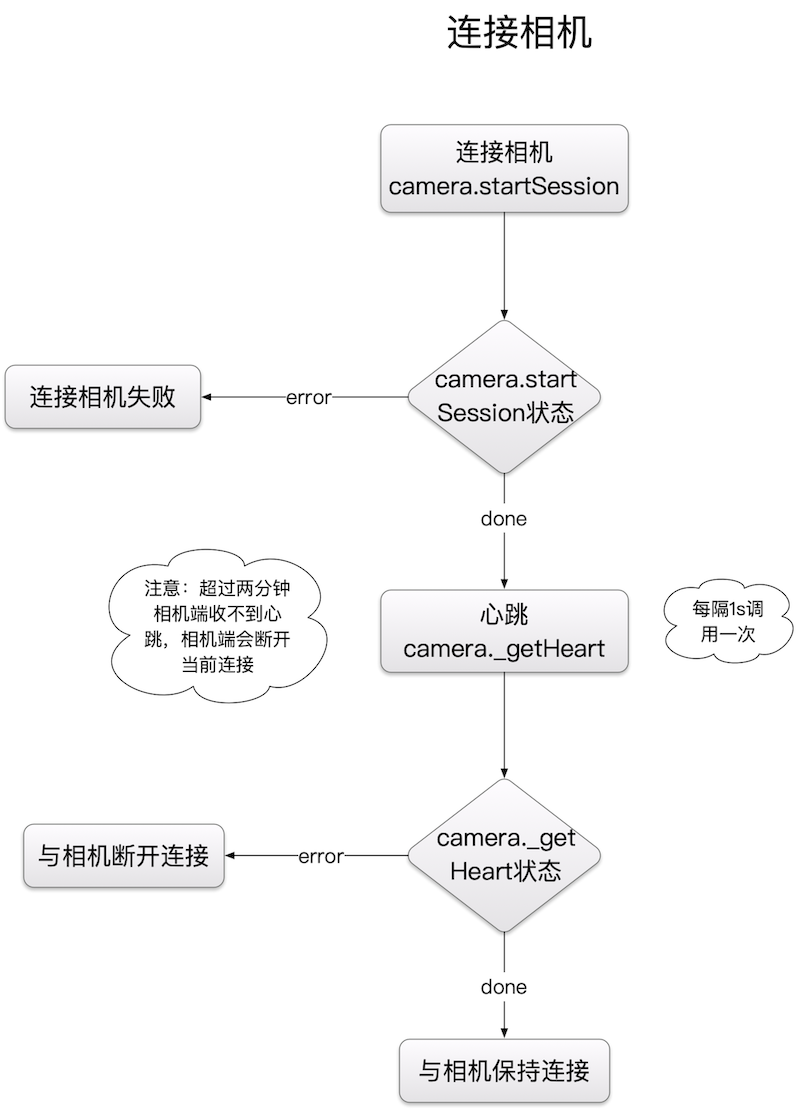 连接相机
连接相机
camera.startSession
camera.start
Session状态
error
连接相机失败
done
注意：超过两分钟
相机端收不到心
跳，相机端会断开
当前连接
心跳
camera._getHeart
每隔1s调
用一次
camera._get
Heart状态
error
与相机断开连接
done
与相机保持连接